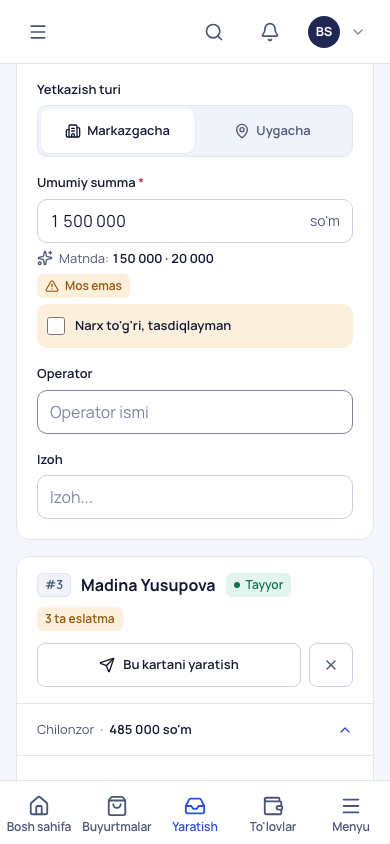 BS
Yetkazish turi
Markazgacha
Uygacha
Umumiy summa *
1 500 000
so'm
Matnda: 150 000 · 20 000
Mos emas
Narx to'g'ri, tasdiqlayman
Operator
Operator ismi
Izoh
Izoh...
#3 Madina Yusupova
Tayyor
3 ta eslatma
Bu kartani yaratish
Chilonzor · 485 000 so'm
Bosh sahifa
Buyurtmalar
Yaratish
To'lovlar
Menyu